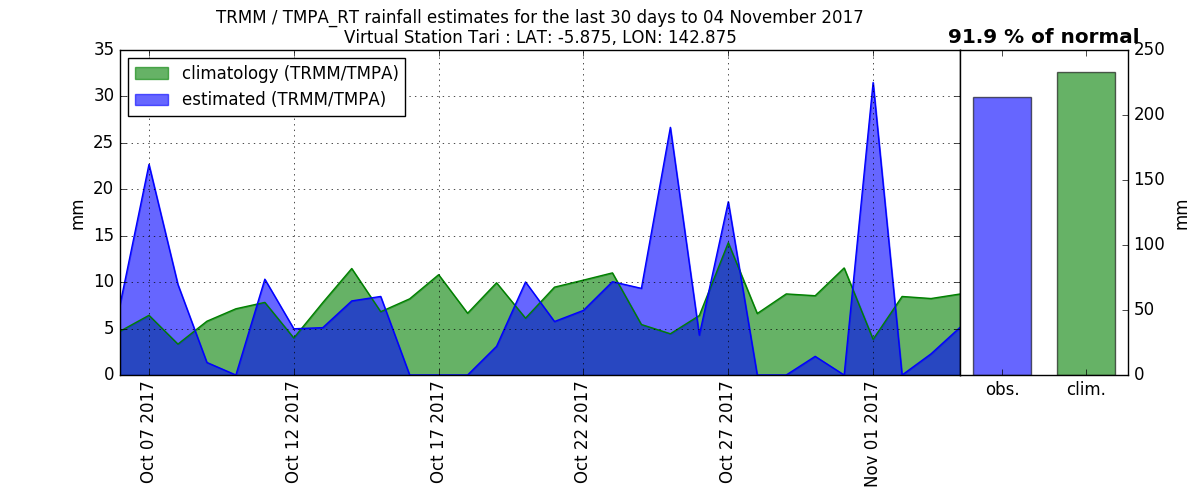 TRMM / TMPA_RT rainfall estimates for the last 30 days to 04 November 2017
Virtual Station Tari : LAT: -5.875, LON: 142.875
91.9 % of normal
climatology (TRMM/TMPA)
estimated (TRMM/TMPA)
35
30
25
20
15
10
5
0
mm
Oct 07 2017
Oct 12 2017
Oct 17 2017
Oct 22 2017
Oct 27 2017
Nov 01 2017
250
200
150
100
50
0
mm
obs.
clim.